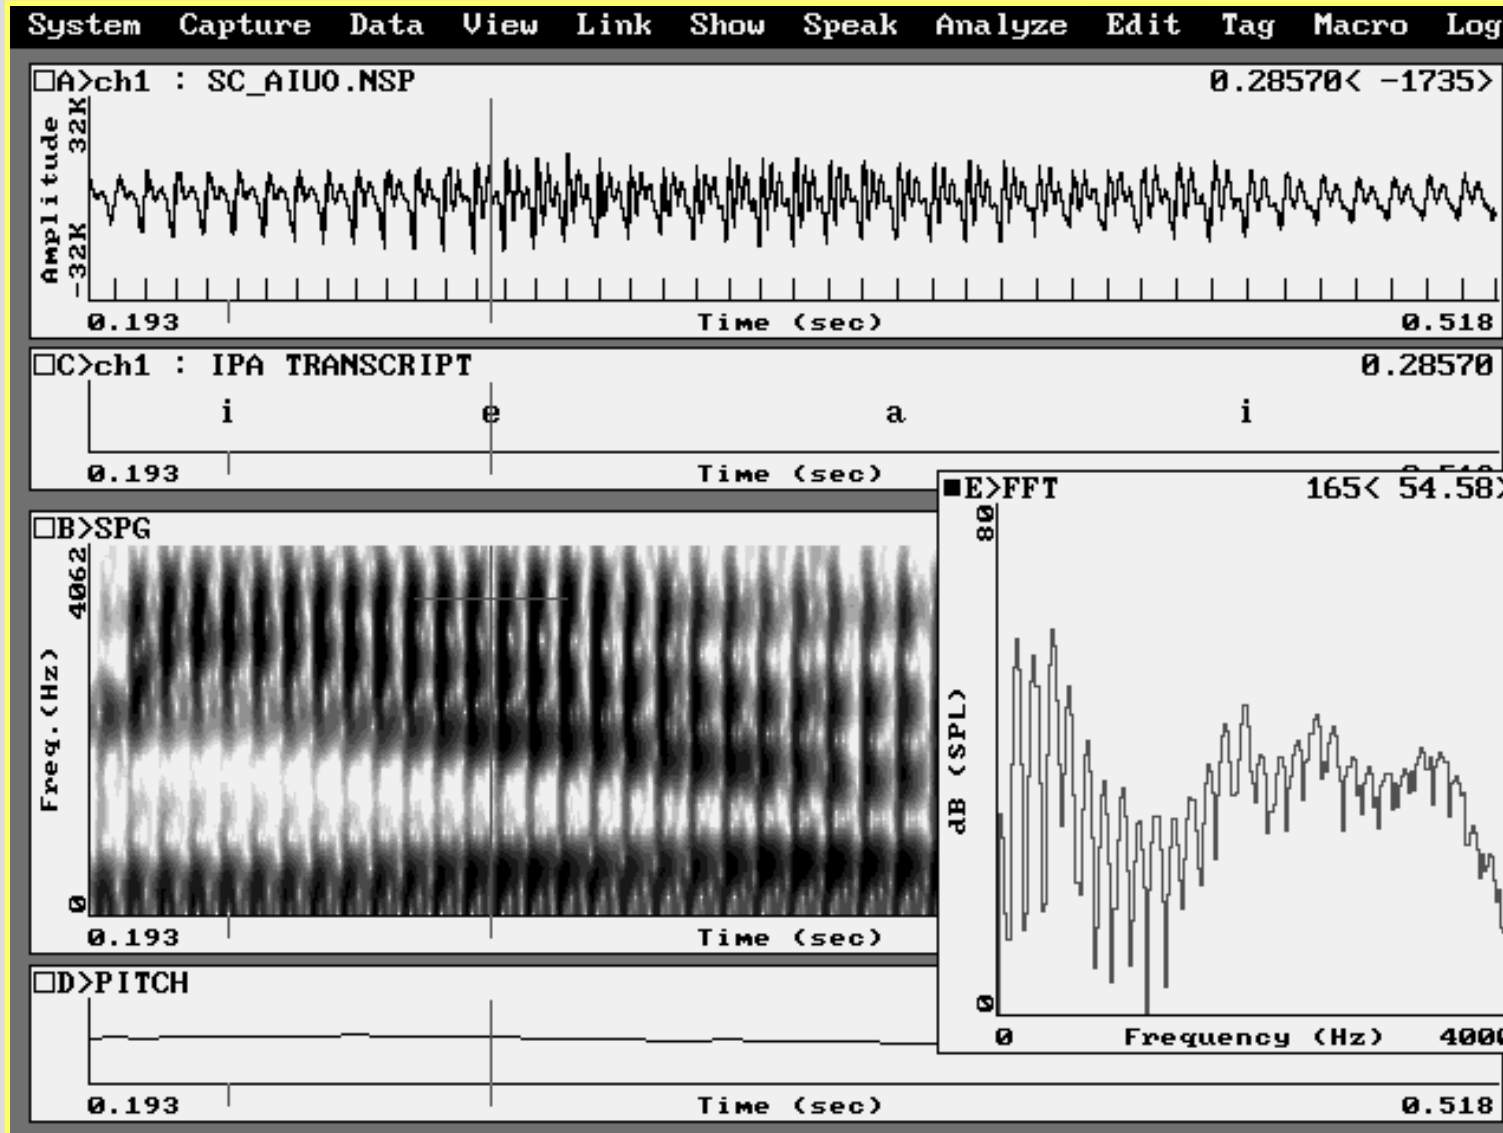 System Capture Data View Link Show Speak Analyze Edit Tag Macro Log
□A>ch1 : SC_AIUO.NSP 0.28570< -1735>
Amplitude
-32K 32K
0.193 Time (sec) 0.518
□C>ch1 : IPA TRANSCRIPT 0.28570
i e a i
0.193 Time (sec)
□B>SPG
Freq.(Hz)
0 4062
0.193 Time (sec)
■E>FFT 165< 54.58>
dB (SPL)
0 80
0 Frequency (Hz) 4000
□D>PITCH
0.193 Time (sec) 0.518